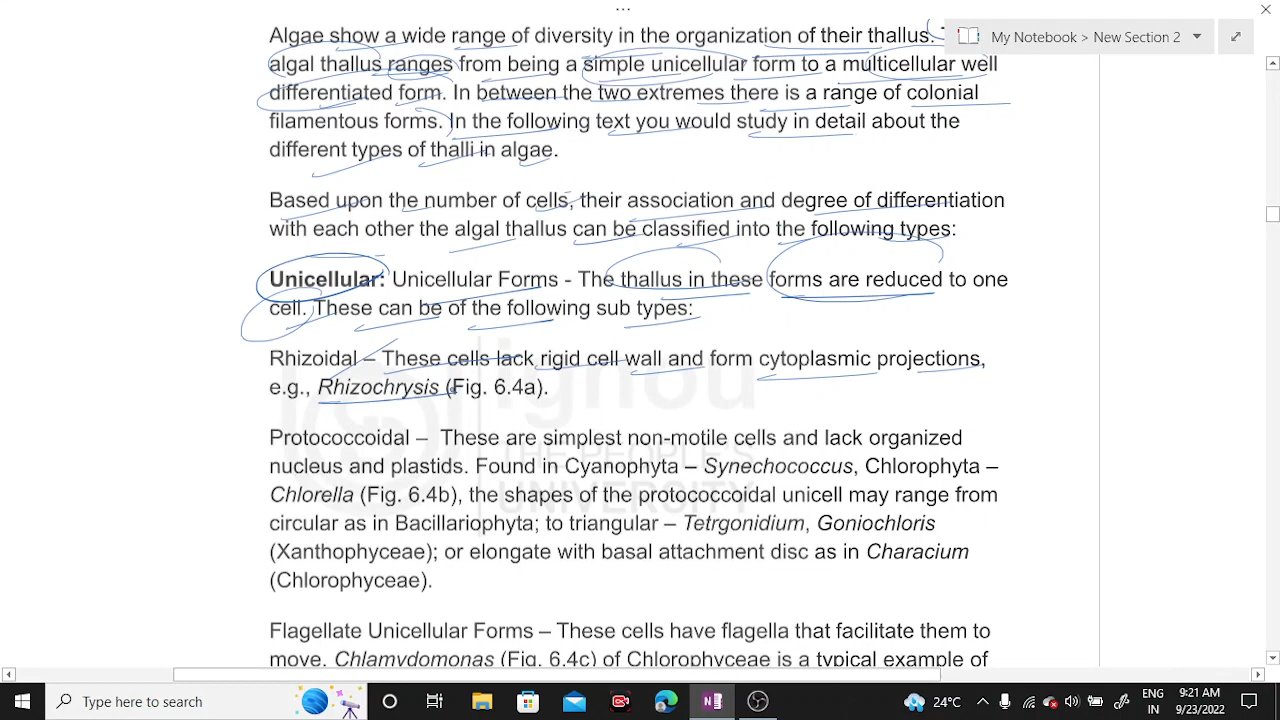 ...
My Notebook > New Section 2
Algae show a wide range of diversity in the organization of their thallus.
algal thallus ranges from being a simple unicellular form to a multicellular well
differentiated form. In between the two extremes there is a range of colonial
filamentous forms. In the following text you would study in detail about the
different types of thalli in algae.
Based upon the number of cells, their association and degree of differentiation
with each other the algal thallus can be classified into the following types:
Unicellular: Unicellular Forms - The thallus in these forms are reduced to one
cell. These can be of the following sub types:
Rhizoidal – These cells lack rigid cell wall and form cytoplasmic projections,
e.g., Rhizochrysis (Fig. 6.4a).
Protococcoidal – These are simplest non-motile cells and lack organized
nucleus and plastids. Found in Cyanophyta – Synechococcus, Chlorophyta –
Chlorella (Fig. 6.4b), the shapes of the protococcoidal unicell may range from
circular as in Bacillariophyta; to triangular – Tetrgonidium, Goniochloris
(Xanthophyceae); or elongate with basal attachment disc as in Characium
(Chlorophyceae).
Flagellate Unicellular Forms – These cells have flagella that facilitate them to
move. Chlamydomonas (Fig. 6.4c) of Chlorophyceae is a typical example of
ignou
THE PEOPLE'S
UNIVERSITY
Type here to search
24°C
ENG
IN
9:21 AM
9/23/2022